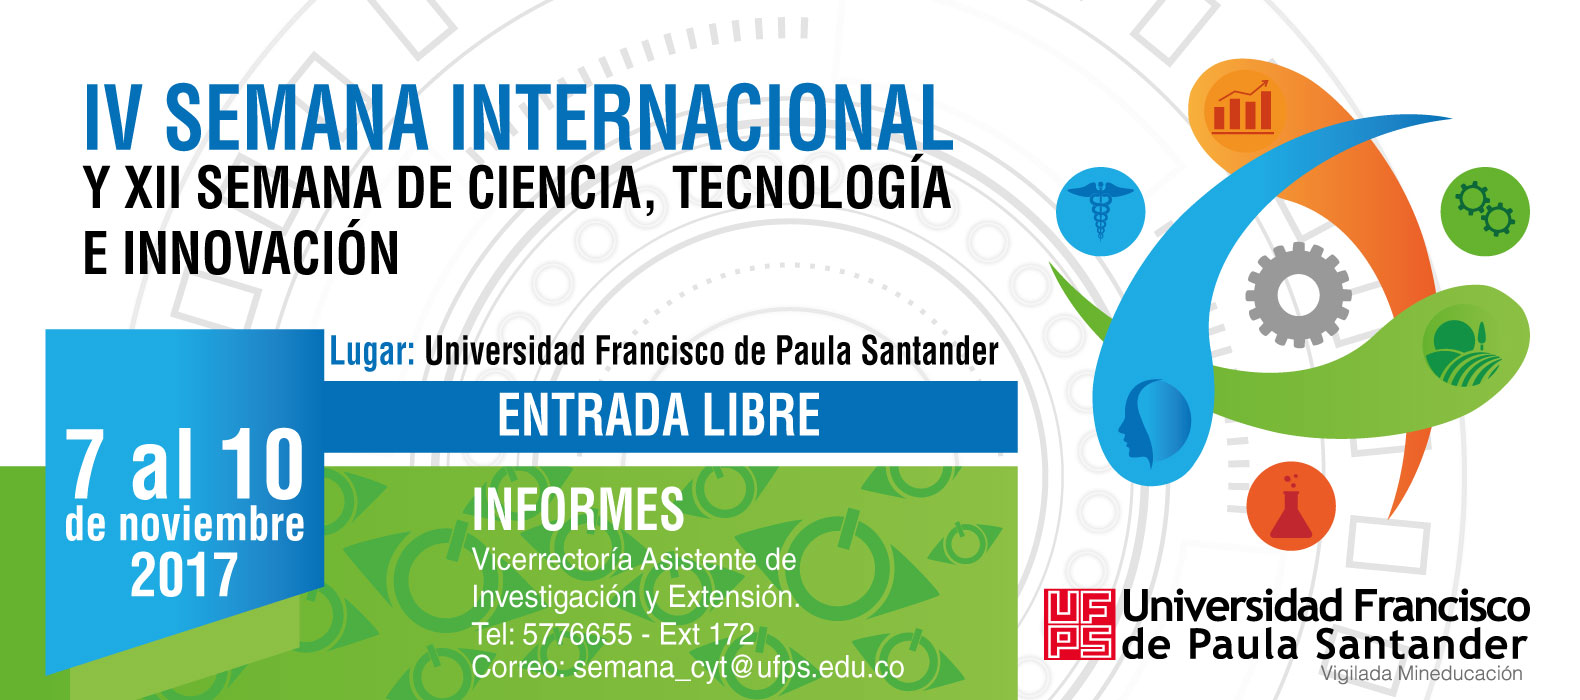 IV SEMANA INTERNACIONAL
Y XII SEMANA DE CIENCIA, TECNOLOGÍA
E INNOVACIÓN
Lugar: Universidad Francisco de Paula Santander
ENTRADA LIBRE
7 al 10
de noviembre
2017
INFORMES
Vicerrectoría Asistente de
Investigación y Extensión.
Tel: 5776655 - Ext 172
Correo: semana_cyt@ufps.edu.co
UF
PS
Universidad Francisco
de Paula Santander
Vigilada Mineducación